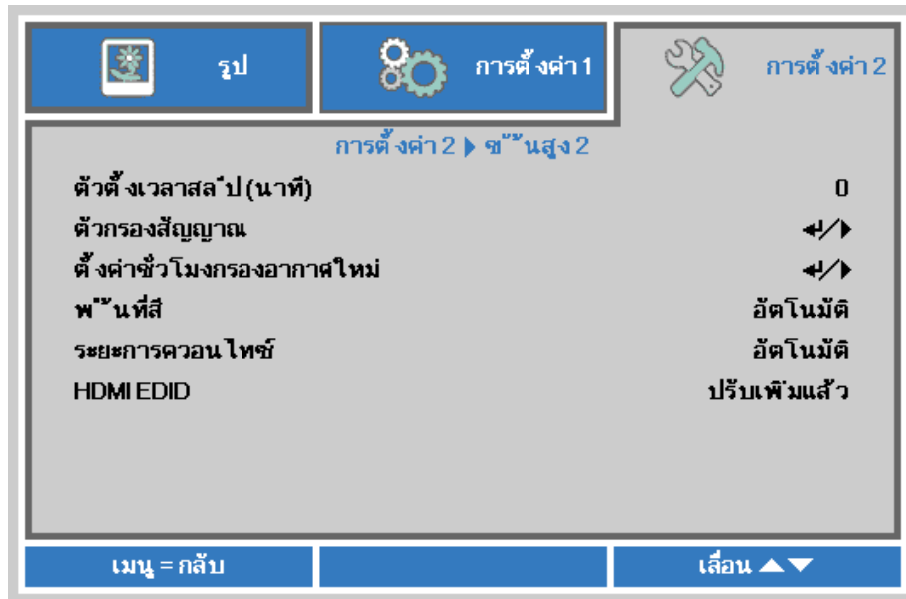 รูป
การตั้งค่า 1
การตั้งค่า 2
การตั้งค่า 2 ขั้นสูง 2
ตัวตั้งเวลาสลีป (นาที) 0
ตัวกรองสัญญาณ
ตั้งค่าชั่วโมงกรองอากาศใหม่
พื้นที่สี อัตโนมัติ
ระยะการควอนไทซ์ อัตโนมัติ
HDMI EDID ปรับเพิ่มแล้ว
เมนู = กลับ
เลื่อน